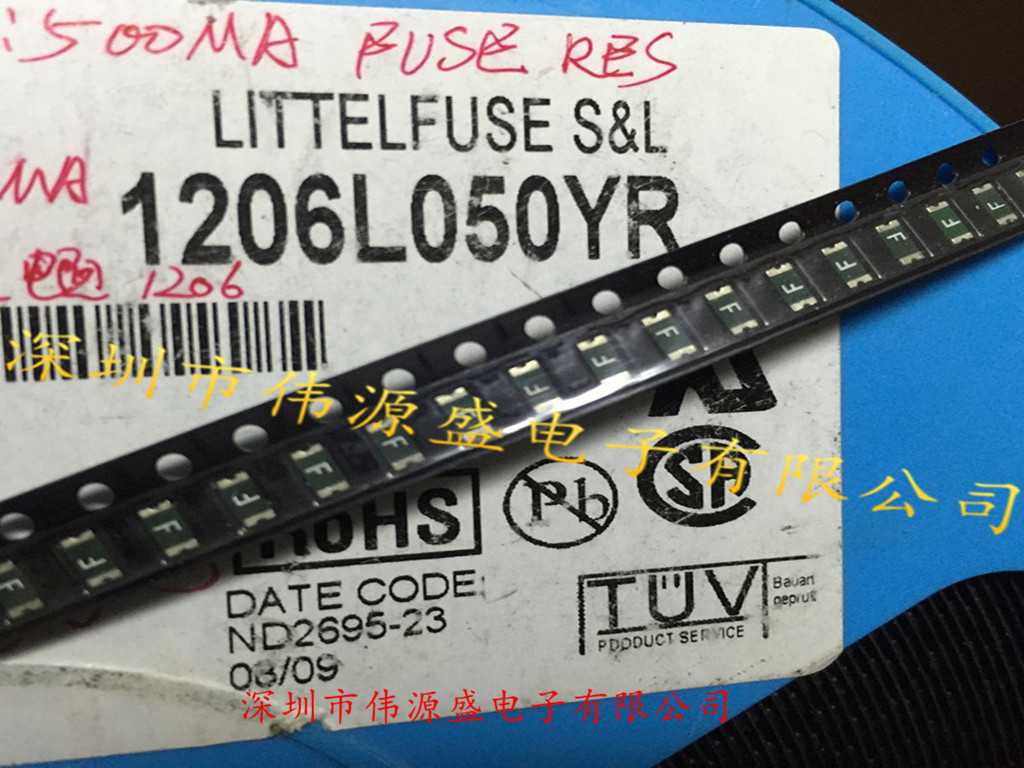 :500MA FUSE RES
LITTELFUSE S&L
MA
1206L050YR
1206
深圳市伟源盛电子有限公司
F F F F F F F F F F F F F F F
RoHS
Pb
SP
DATE CODE:
ND2695-23
08/09
TÜV
PRODUCT SERVICE
Bauart
geprüft
深圳市伟源盛电子有限公司